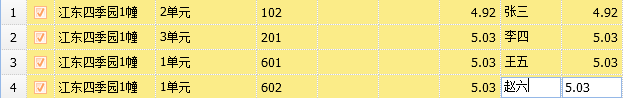 1 江东四季园1幢 2单元 102 4.92 张三 4.92
2 江东四季园1幢 3单元 201 5.03 李四 5.03
3 江东四季园1幢 1单元 601 5.03 王五 5.03
4 江东四季园1幢 1单元 602 5.03 赵六 5.03